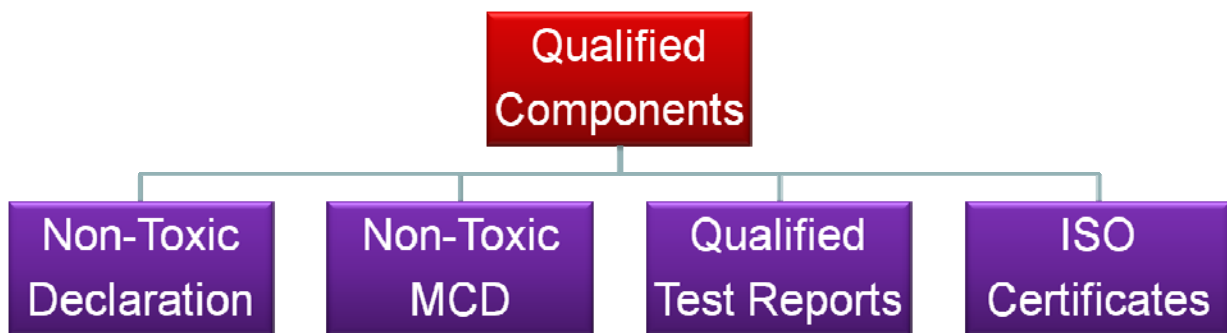 Qualified
Components
Non-Toxic
Declaration
Non-Toxic
MCD
Qualified
Test Reports
ISO
Certificates